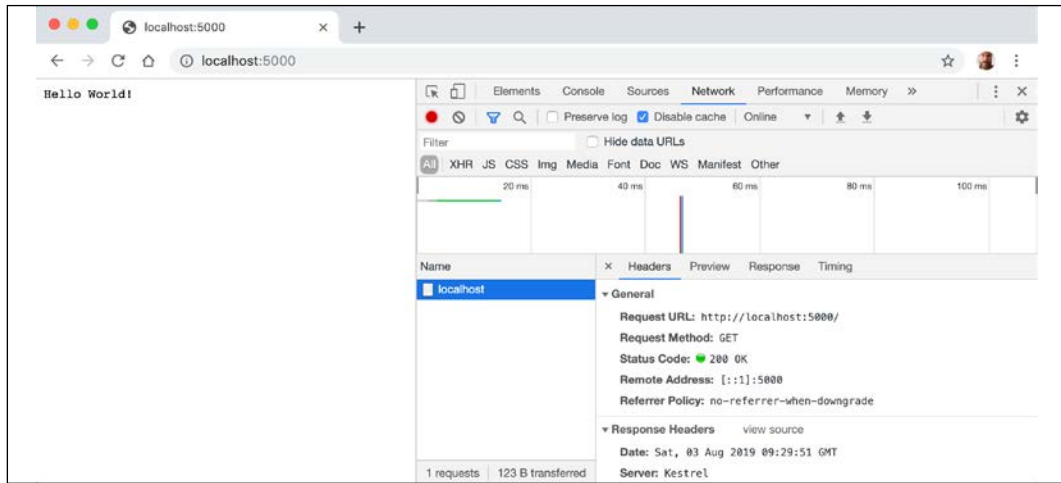 localhost:5000
localhost:5000
Hello World!
Elements Console Sources Network Performance Memory
Preserve log Disable cache Online
Filter Hide data URLs
All XHR JS CSS Img Media Font Doc WS Manifest Other
20 ms 40 ms 60 ms 80 ms 100 ms
Name
localhost
1 requests 123 B transferred
Headers Preview Response Timing
General
Request URL: http://localhost:5000/
Request Method: GET
Status Code: 200 OK
Remote Address: [::1]:5000
Referrer Policy: no-referrer-when-downgrade
Response Headers view source
Date: Sat, 03 Aug 2019 09:29:51 GMT
Server: Kestrel